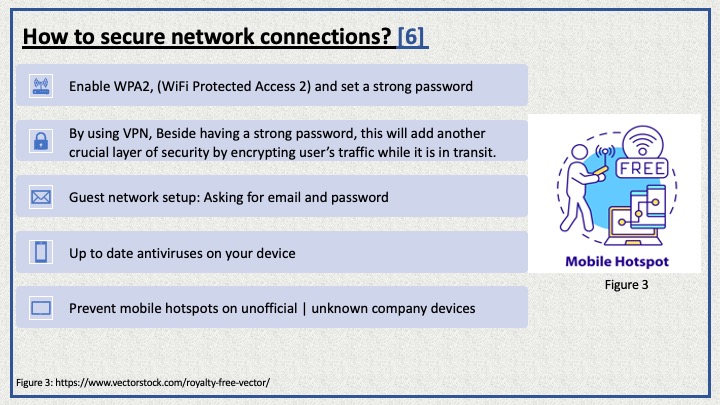 How to secure network connections? [6]
Enable WPA2, (WiFi Protected Access 2) and set a strong password
By using VPN, Beside having a strong password, this will add another
crucial layer of security by encrypting user's traffic while it is in transit.
Guest network setup: Asking for email and password
Up to date antiviruses on your device
Prevent mobile hotspots on unofficial | unknown company devices
FREE
Mobile Hotspot
Figure 3
Figure 3: https://www.vectorstock.com/royalty-free-vector/